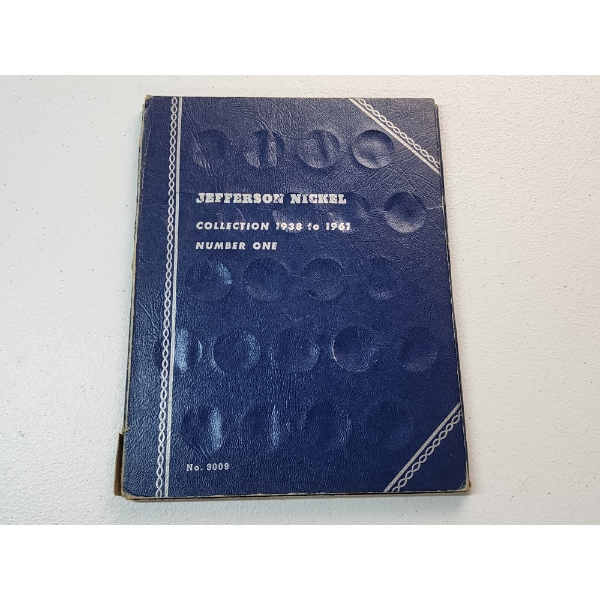 JEFFERSON NICKEL
COLLECTION 1938 to 1961
NUMBER ONE
No. 9009